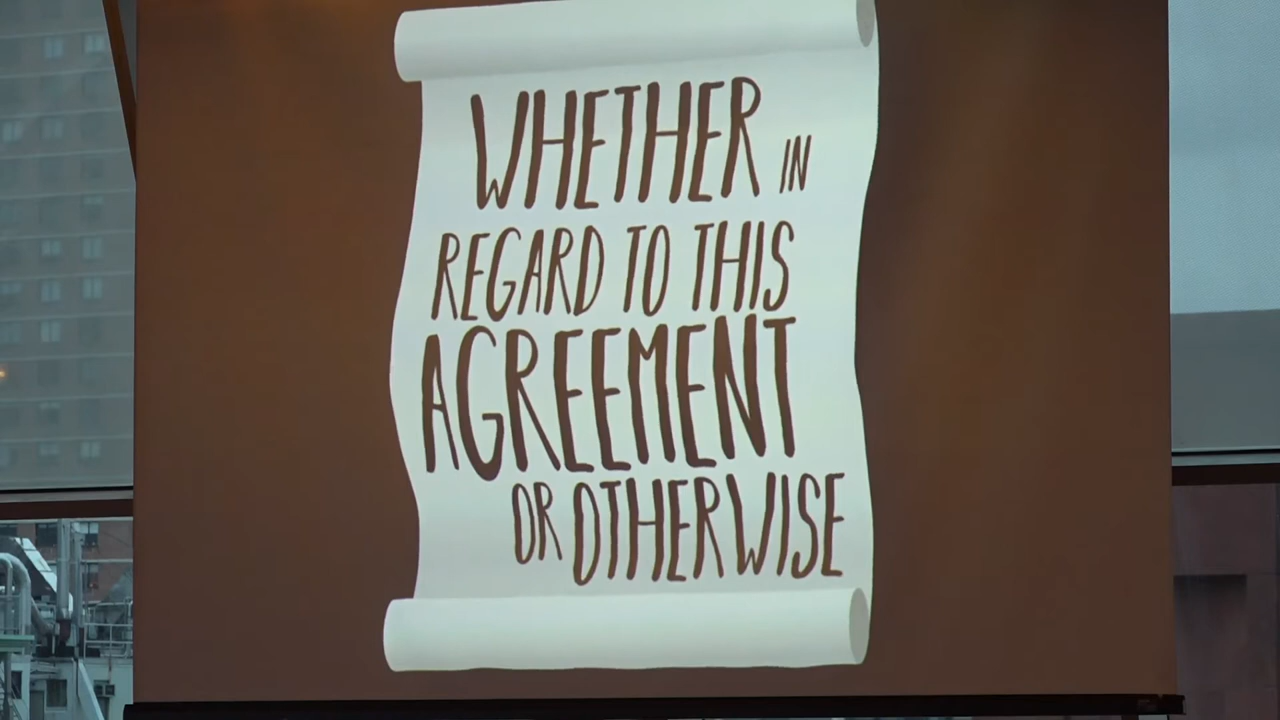 WHETHER IN
REGARD TO THIS
AGREEMENT
OR OTHERWISE